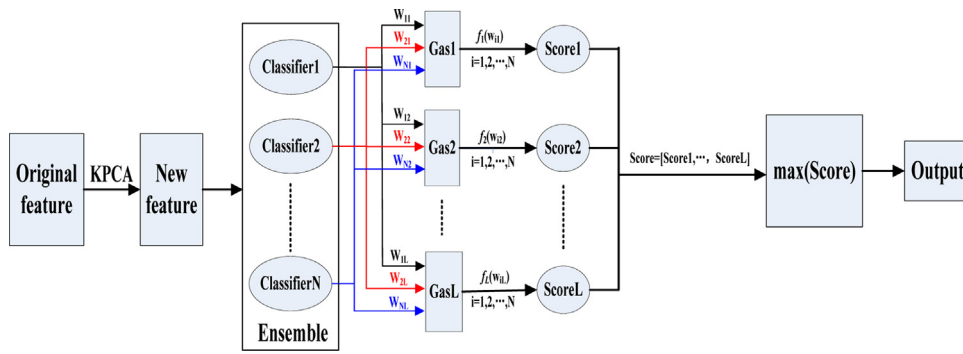 Original
feature
KPCA
New
feature
Classifier1
Classifier2
ClassifierN
Ensemble
W11
W21
WN1
Gas1
f1(wi1)
i=1,2,···,N
Score1
W12
W22
WN2
Gas2
f2(wi2)
i=1,2,···,N
Score2
W1L
W2L
WNL
GasL
fL(wiL)
i=1,2,···,N
ScoreL
Score=[Score1,···, ScoreL]
max(Score)
Output